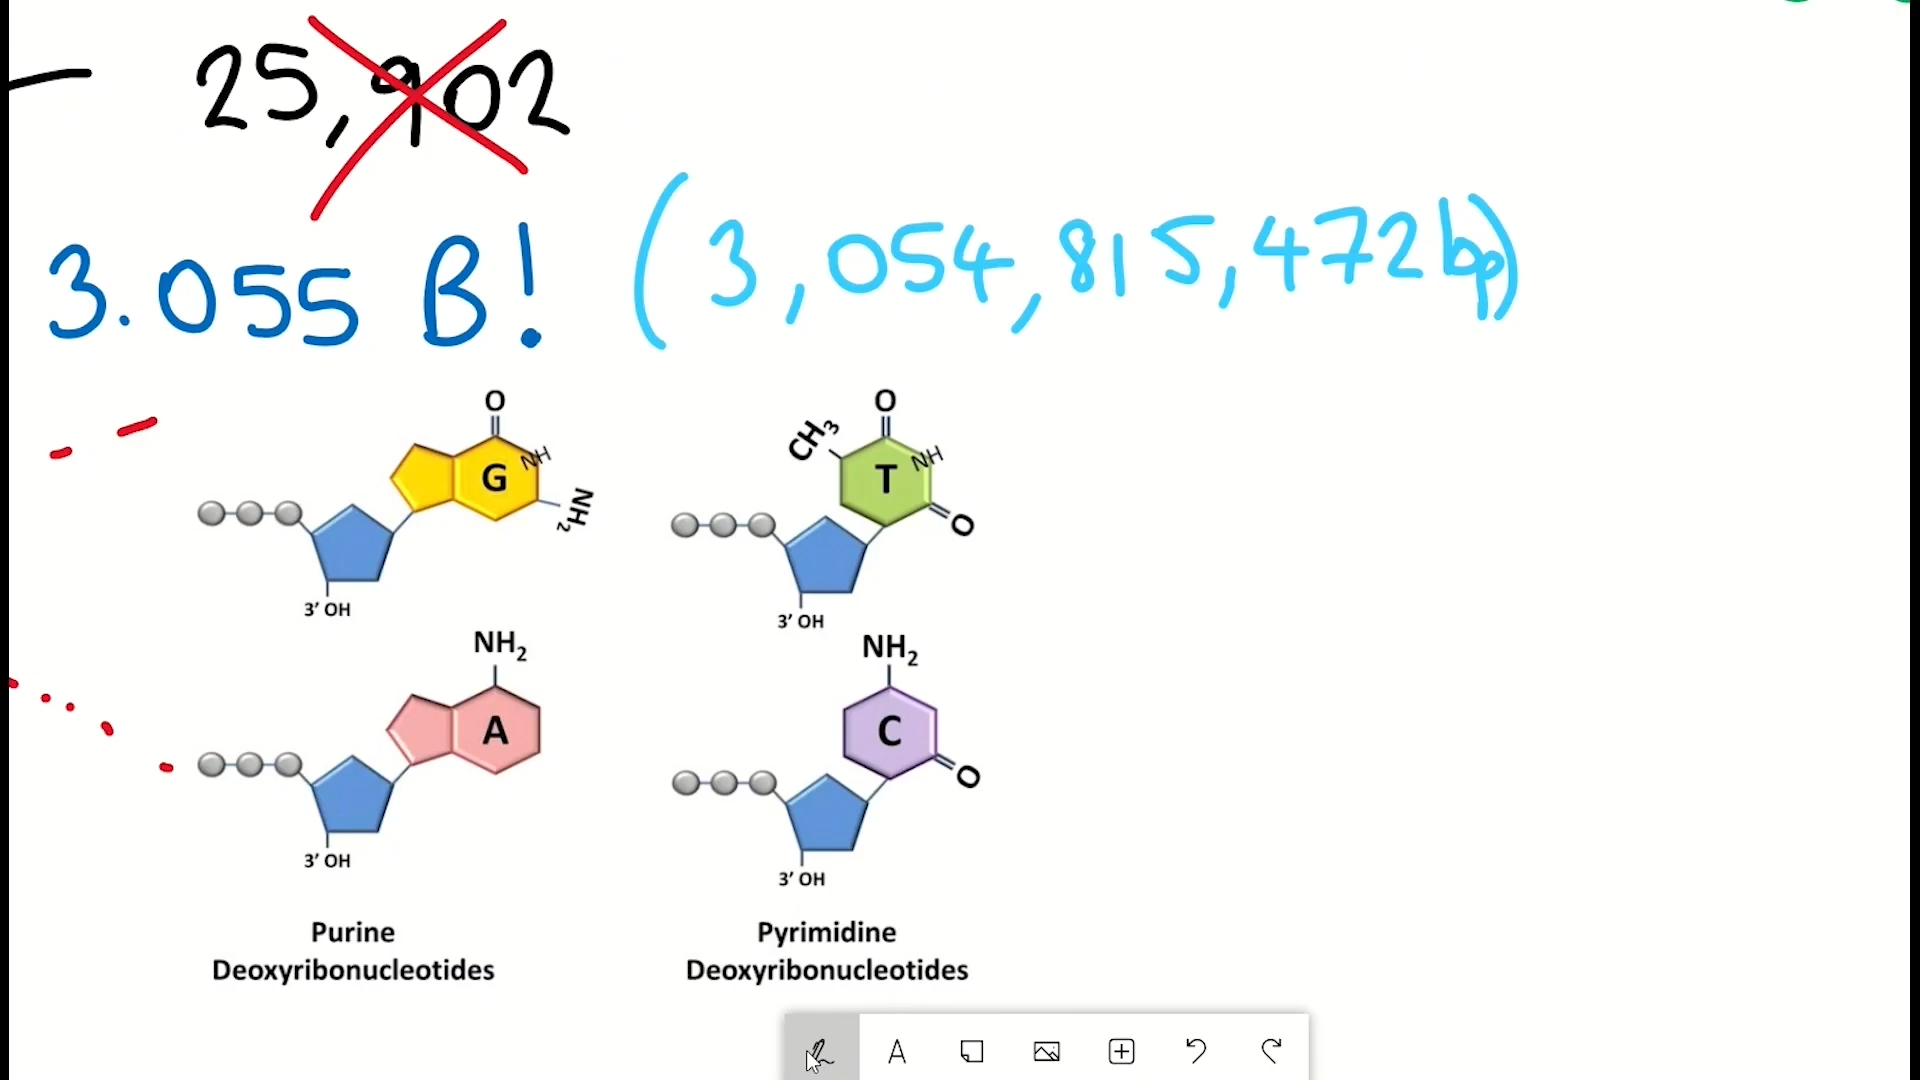 25,902
3.055 B! (3,054,815,472bp)
O
O
CH3
NH
NH
G
T
NH2
O
3' OH
3' OH
NH2
NH2
A
C
O
3' OH
3' OH
Purine
Deoxyribonucleotides
Pyrimidine
Deoxyribonucleotides
A